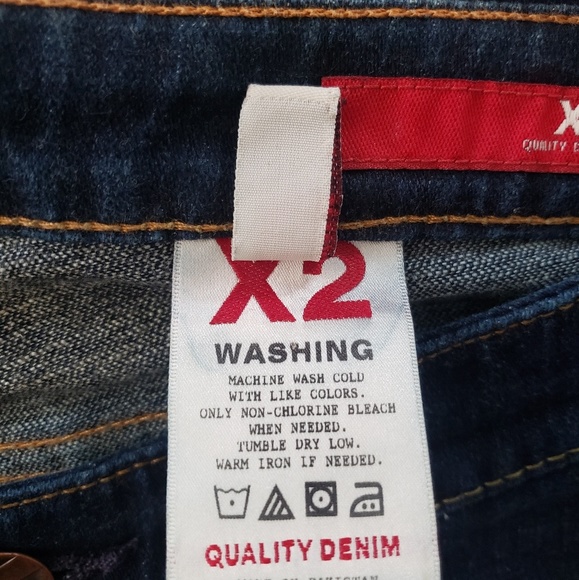 X
QUALITY D
X2
WASHING
MACHINE WASH COLD
WITH LIKE COLORS.
ONLY NON-CHLORINE BLEACH
WHEN NEEDED.
TUMBLE DRY LOW.
WARM IRON IF NEEDED.
QUALITY DENIM